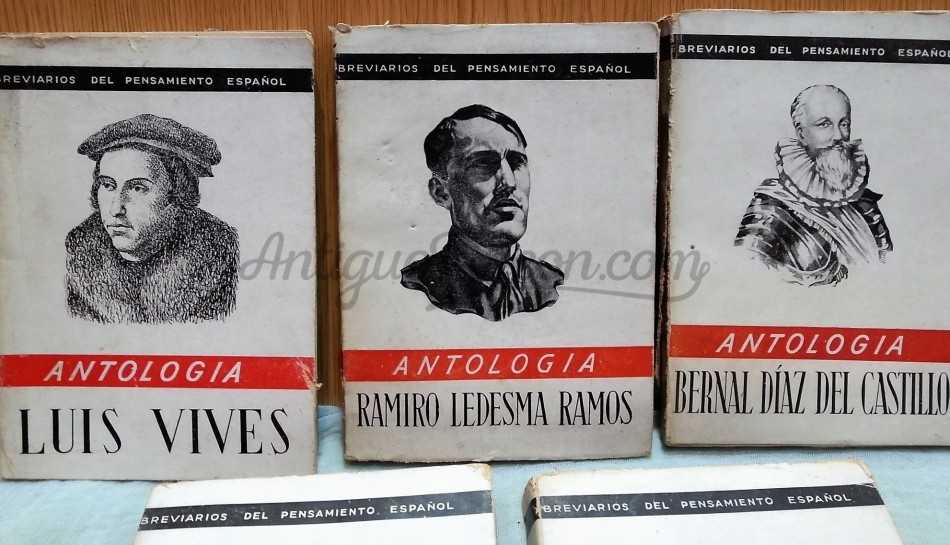 BREVIARIOS DEL PENSAMIENTO ESPAÑOL
ANTOLOGIA
LUIS VIVES
BREVIARIOS DEL PENSAMIENTO ESPAÑOL
ANTOLOGIA
RAMIRO LEDESMA RAMOS
BREVIARIOS DEL PENSAMIENTO ESPAÑOL
ANTOLOGIA
BERNAL DÍAZ DEL CASTILLO
BREVIARIOS DEL PENSAMIENTO ESPAÑOL
BREVIARIOS DEL PENSAMIENTO ESPAÑOL